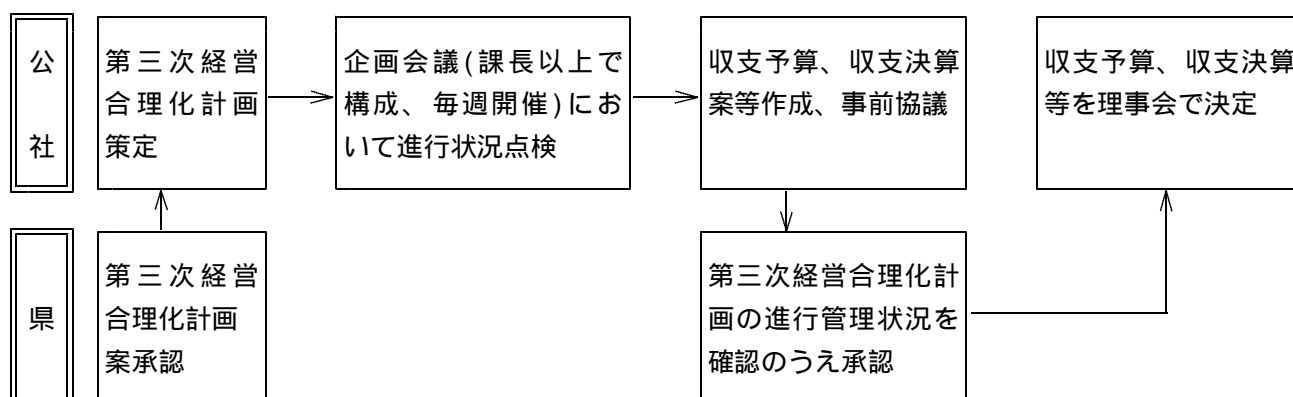 公
社
第三次経営
合理化計画
策定
企画会議(課長以上で
構成、毎週開催)にお
いて進行状況点検
収支予算、収支決算
案等作成、事前協議
収支予算、収支決算
等を理事会で決定
県
第三次経営
合理化計画
案承認
第三次経営合理化計
画の進行管理状況を
確認のうえ承認